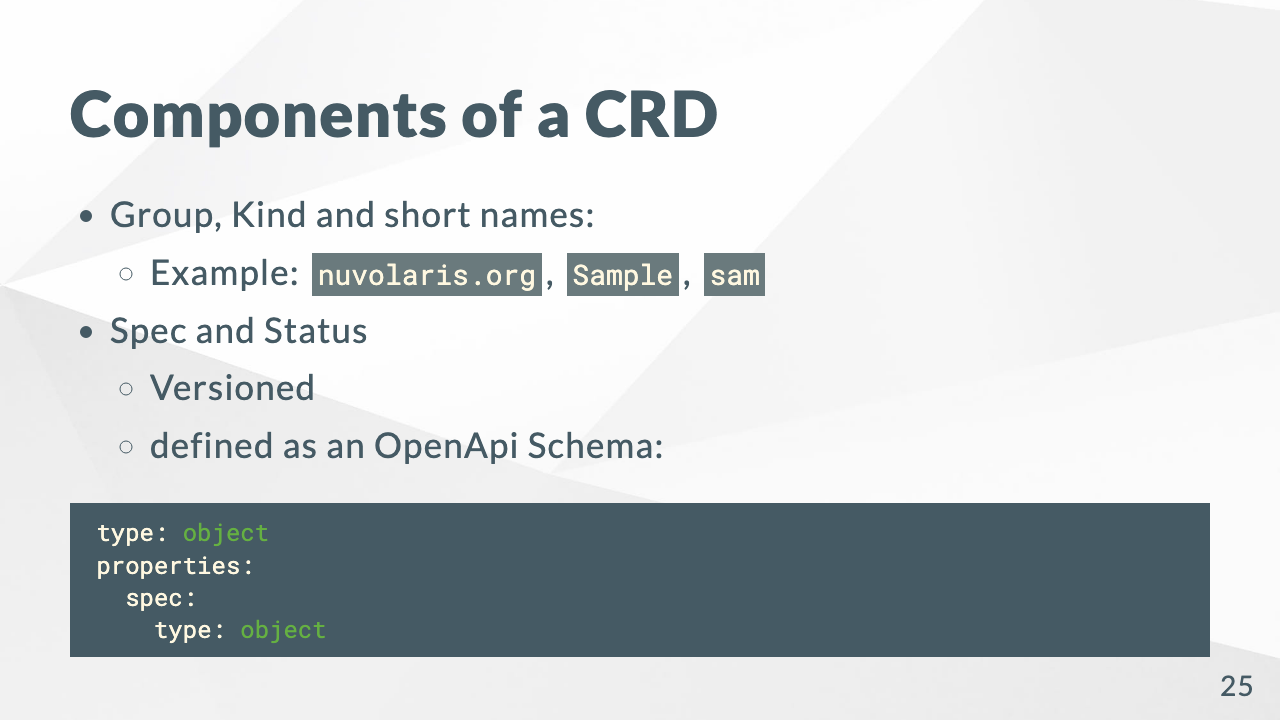 Components of a CRD
• Group, Kind and short names:
○ Example: nuvolaris.org, Sample, sam
• Spec and Status
○ Versioned
○ defined as an OpenApi Schema:
type: object
properties:
  spec:
    type: object
25